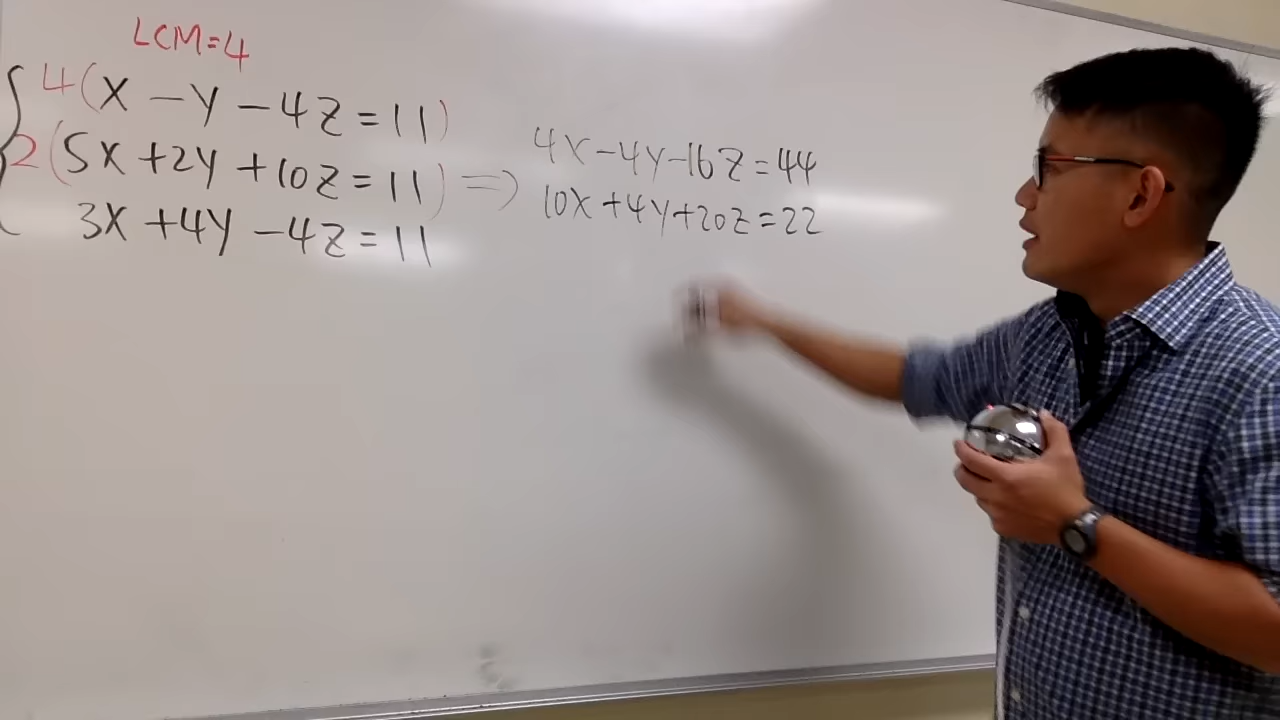 LCM=4
4(X - Y - 4Z = 11)
2(5X + 2Y + 10Z = 11) ⇒
3X + 4Y - 4Z = 11
4X - 4Y - 16Z = 44
10X + 4Y + 20Z = 22